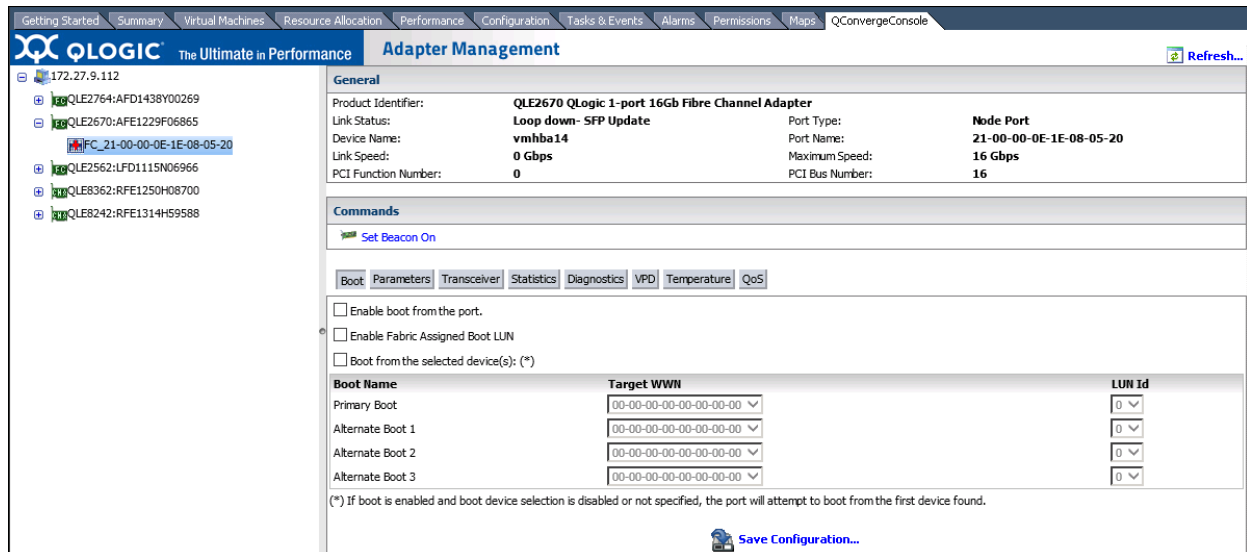 Getting Started Summary Virtual Machines Resource Allocation Performance Configuration Tasks & Events Alarms Permissions Maps QConvergeConsole
QLOGIC The Ultimate in Performance Adapter Management Refresh...
172.27.9.112
QLE2764:AFD1438Y00269
QLE2670:AFE1229F06865
FC_21-00-00-0E-1E-08-05-20
QLE2562:LFD1115N06966
QLE8362:RFE1250H08700
QLE8242:RFE1314H59588
General
Product Identifier: QLE2670 QLogic 1-port 16Gb Fibre Channel Adapter
Link Status: Loop down- SFP Update Port Type: Node Port
Device Name: vmhba14 Port Name: 21-00-00-0E-1E-08-05-20
Link Speed: 0 Gbps Maximum Speed: 16 Gbps
PCI Function Number: 0 PCI Bus Number: 16
Commands
Set Beacon On
Boot Parameters Transceiver Statistics Diagnostics VPD Temperature QoS
Enable boot from the port.
Enable Fabric Assigned Boot LUN
Boot from the selected device(s): (*)
Boot Name Target WWN LUN Id
Primary Boot 00-00-00-00-00-00-00-00 0
Alternate Boot 1 00-00-00-00-00-00-00-00 0
Alternate Boot 2 00-00-00-00-00-00-00-00 0
Alternate Boot 3 00-00-00-00-00-00-00-00 0
(*) If boot is enabled and boot device selection is disabled or not specified, the port will attempt to boot from the first device found.
Save Configuration...